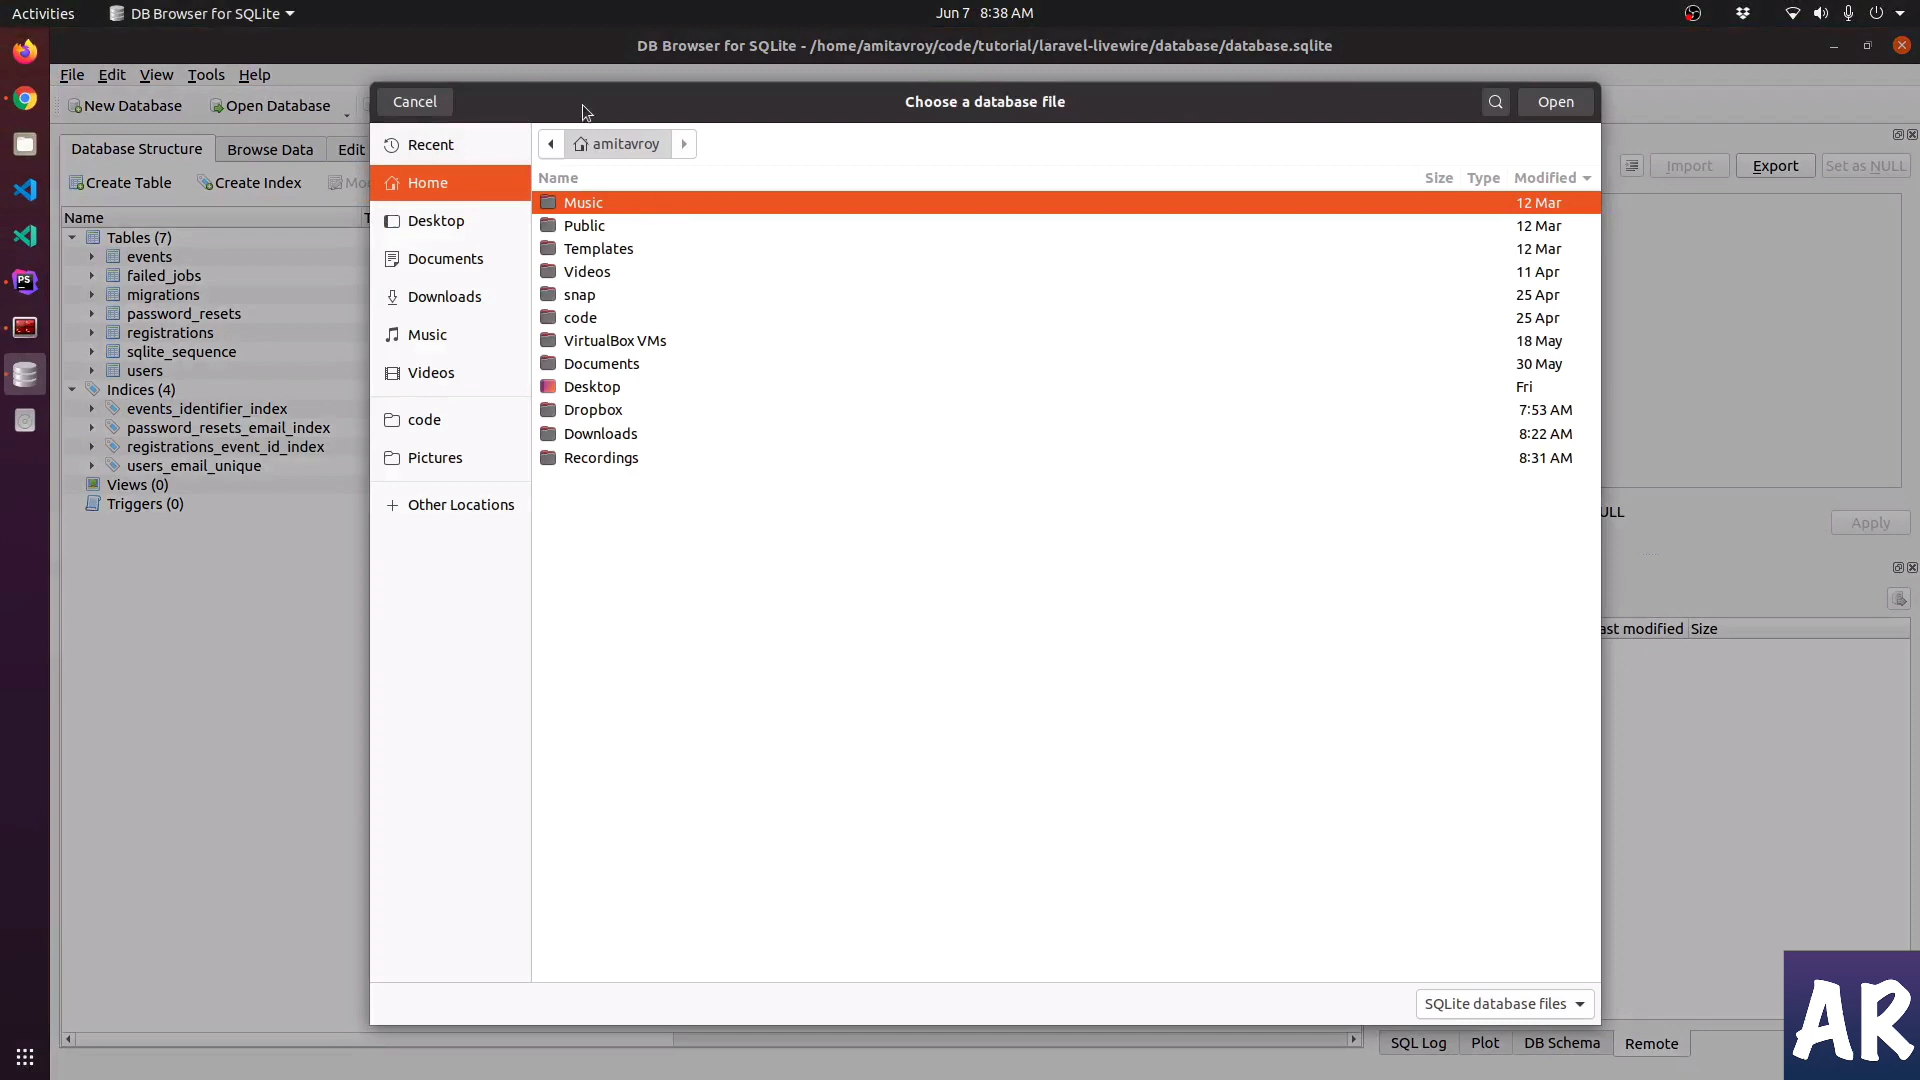 Activities
DB Browser for SQLite
Jun 7 8:38 AM
DB Browser for SQLite - /home/amitavroy/code/tutorial/laravel-livewire/database/database.sqlite
File Edit View Tools Help
New Database
Open Database
Cancel
Choose a database file
Open
Database Structure
Browse Data
Edit
Create Table
Create Index
Mo
Name
T
Tables (7)
events
failed_jobs
migrations
password_resets
registrations
sqlite_sequence
users
Indices (4)
events_identifier_index
password_resets_email_index
registrations_event_id_index
users_email_unique
Views (0)
Triggers (0)
Recent
Home
Desktop
Documents
Downloads
Music
Videos
code
Pictures
Other Locations
amitavroy
Name Size Type Modified
Music 12 Mar
Public 12 Mar
Templates 12 Mar
Videos 11 Apr
snap 25 Apr
code 25 Apr
VirtualBox VMs 18 May
Documents 30 May
Desktop Fri
Dropbox 7:53 AM
Downloads 8:22 AM
Recordings 8:31 AM
SQLite database files
Import
Export
Set as NULL
ULL
Apply
ast modified
Size
SQL Log
Plot
DB Schema
Remote
PS
AR